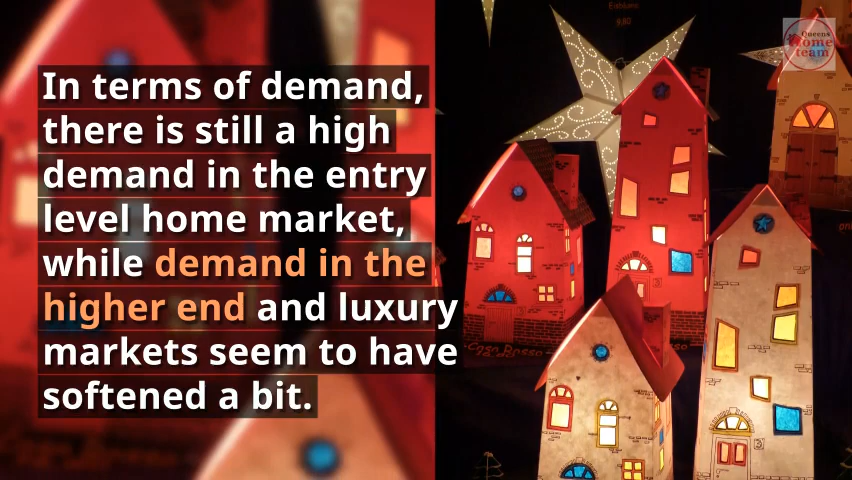 In terms of demand,
there is still a high
demand in the entry
level home market,
while demand in the
higher end and luxury
markets seem to have
softened a bit.
Queens
Home
team